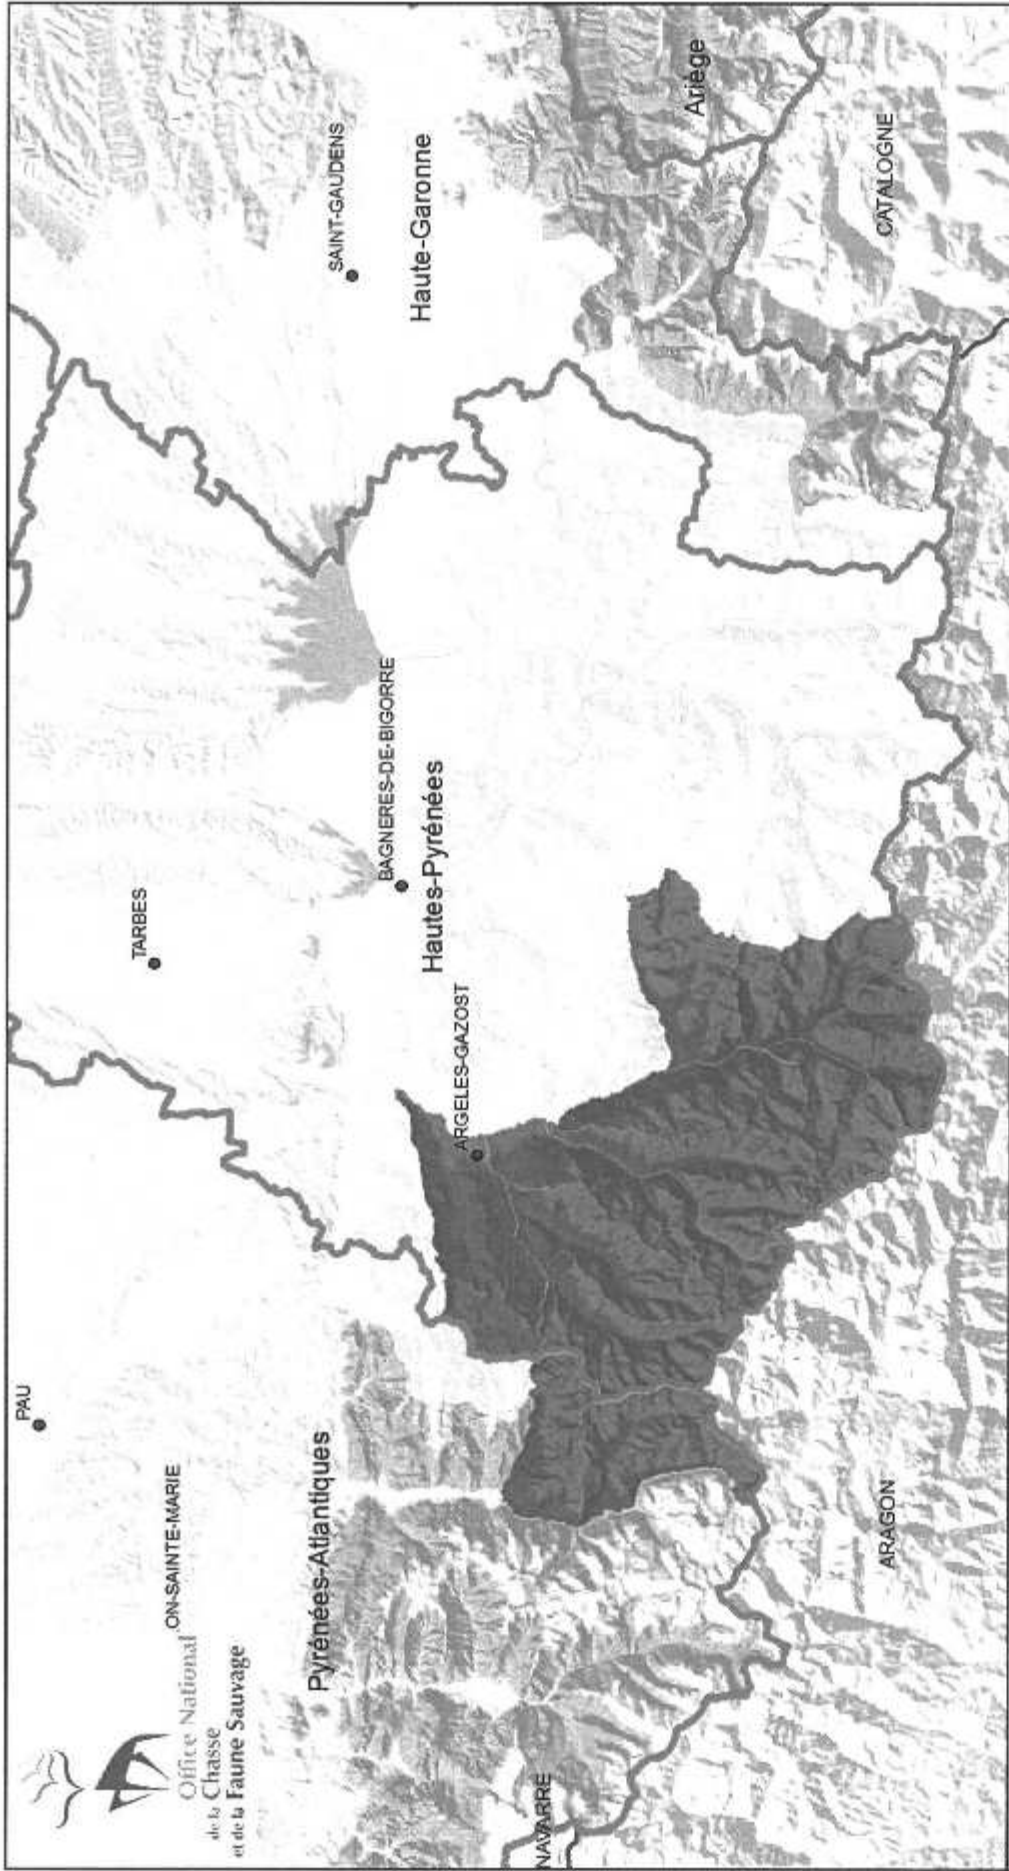 PAU
TARBES
SAINT-GAUDENS
ON-SAINTE-MARIE
Office National
de la Chasse
et de la Faune Sauvage
BAGNERES-DE-BIGORRE
Haute-Garonne
Hautes-Pyrénées
ARGELES-GAZOST
Pyrénées-Atlantiques
Ariège
NAVARRE
ARAGON
CATALOGNE